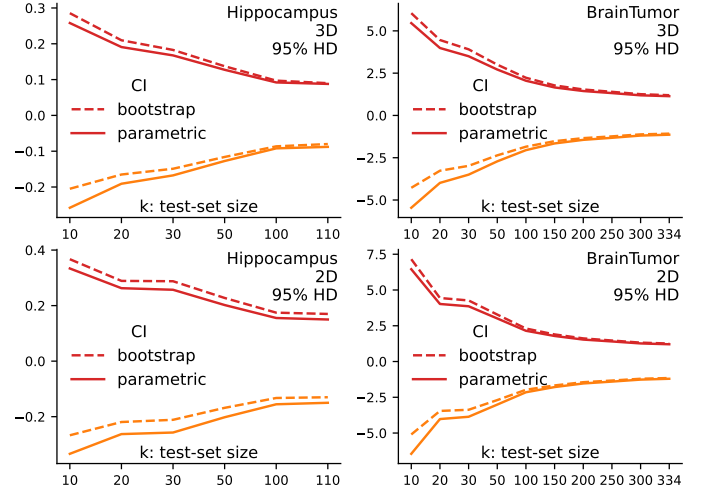 Hippocampus
3D
95% HD
0.3
0.2
0.1
0.0
−0.1
−0.2
CI
bootstrap
parametric
k: test-set size
10 20 30 50 100 110
BrainTumor
3D
95% HD
5.0
2.5
0.0
−2.5
−5.0
CI
bootstrap
parametric
k: test-set size
10 20 30 50 100 150 200 250 300 334
Hippocampus
2D
95% HD
0.4
0.2
0.0
−0.2
CI
bootstrap
parametric
k: test-set size
10 20 30 50 100 110
BrainTumor
2D
95% HD
7.5
5.0
2.5
0.0
−2.5
−5.0
CI
bootstrap
parametric
k: test-set size
10 20 30 50 100 150 200 250 300 334